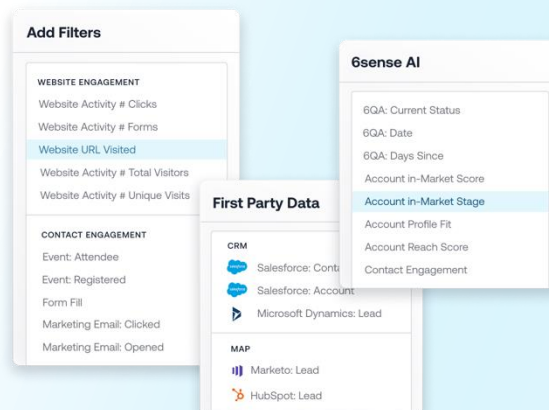 Add Filters
WEBSITE ENGAGEMENT
Website Activity # Clicks
Website Activity # Forms
Website URL Visited
Website Activity # Total Visitors
Website Activity # Unique Visits
CONTACT ENGAGEMENT
Event: Attendee
Event: Registered
Form Fill
Marketing Email: Clicked
Marketing Email: Opened
First Party Data
CRM
Salesforce: Conta
Salesforce: Account
Microsoft Dynamics: Lead
MAP
Marketo: Lead
HubSpot: Lead
6sense AI
6QA: Current Status
6QA: Date
6QA: Days Since
Account in-Market Score
Account in-Market Stage
Account Profile Fit
Account Reach Score
Contact Engagement